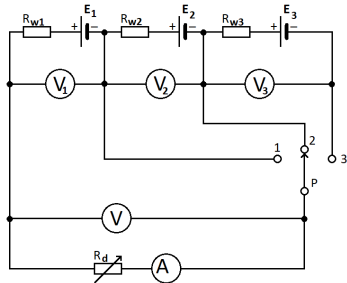 E1 E2 E3
Rw1 + − Rw2 + − Rw3 + −
V1 V2 V3
1 2 3
P
V
Rd A